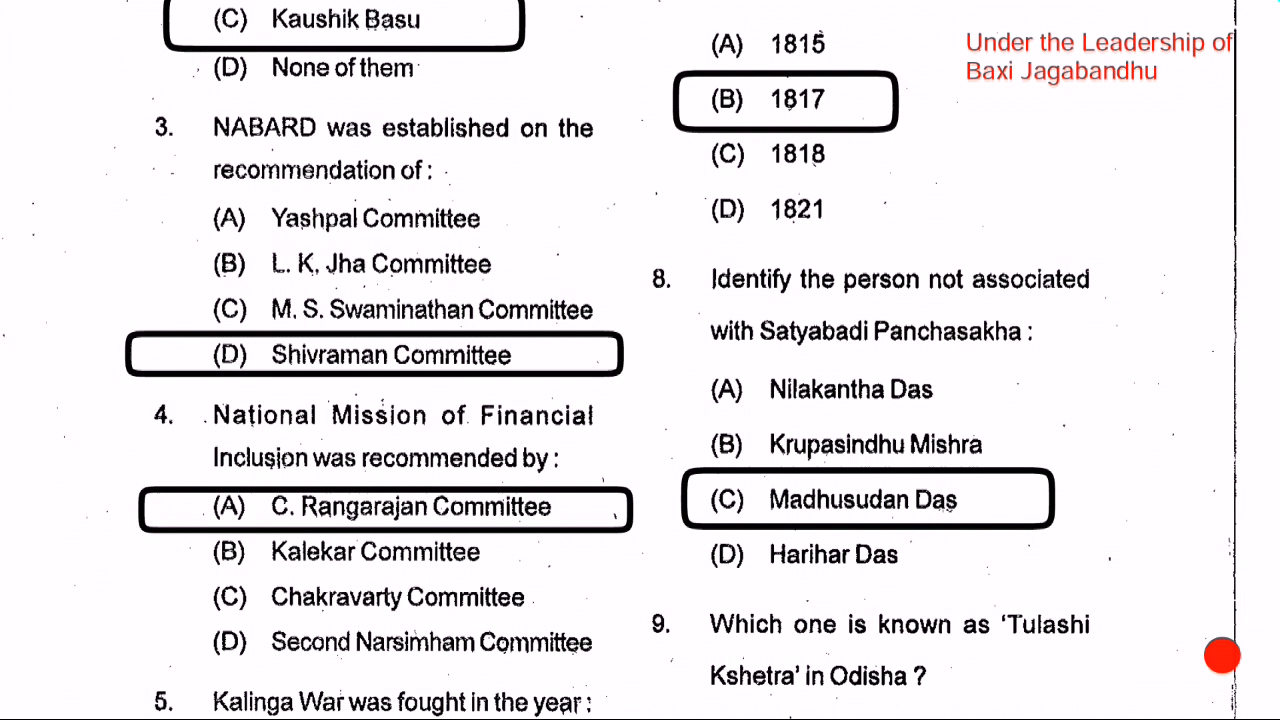 (C) Kaushik Basu
(D) None of them
3. NABARD was established on the
recommendation of :
(A) Yashpal Committee
(B) L. K. Jha Committee
(C) M. S. Swaminathan Committee
(D) Shivraman Committee
4. National Mission of Financial
Inclusion was recommended by :
(A) C. Rangarajan Committee
(B) Kalekar Committee
(C) Chakravarty Committee
(D) Second Narsimham Committee
5. Kalinga War was fought in the year :
(A) 1815
(B) 1817
(C) 1818
(D) 1821
Under the Leadership of
Baxi Jagabandhu
8. Identify the person not associated
with Satyabadi Panchasakha :
(A) Nilakantha Das
(B) Krupasindhu Mishra
(C) Madhusudan Das
(D) Harihar Das
9. Which one is known as ‘Tulashi
Kshetra’ in Odisha ?